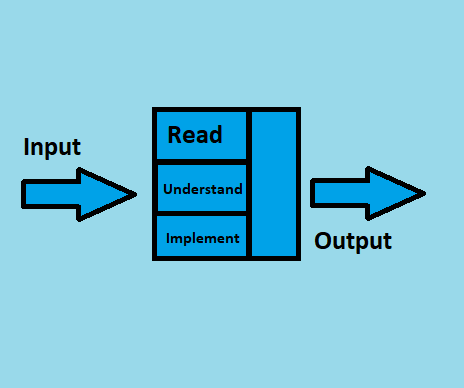 Input
Read
Understand
Implement
Output